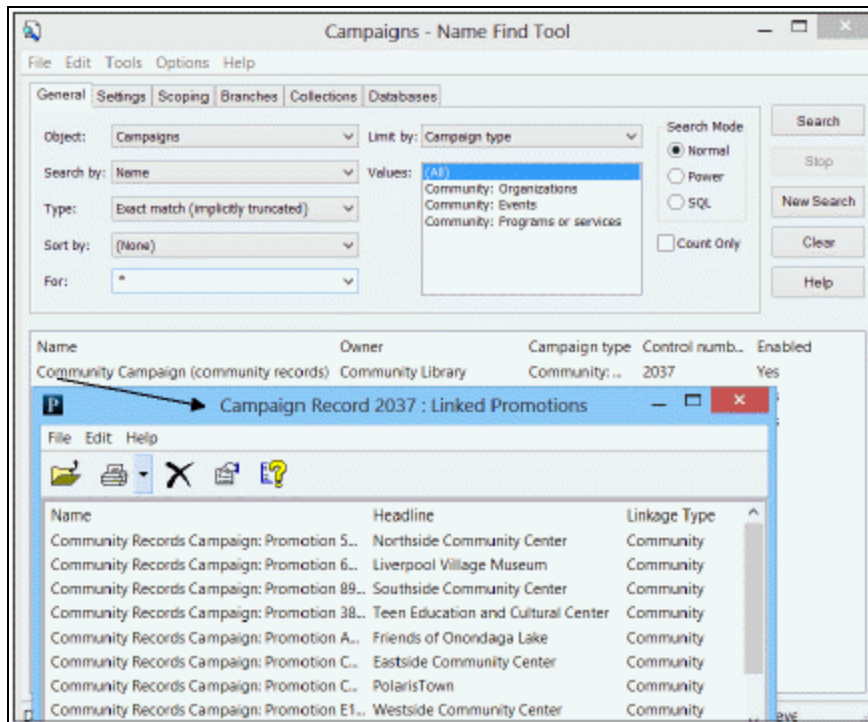 Campaigns - Name Find Tool
File Edit Tools Options Help
General Settings Scoping Branches Collections Databases
Object: Campaigns Limit by: Campaign type Search Mode Search
Normal
Search by: Name Values: (All) Power Stop
Community: Organizations
Type: Exact match (implicitly truncated) Community: Events SQL New Search
Community: Programs or services
Sort by: (None) Count Only Clear
For: * Help
Name Owner Campaign type Control numb... Enabled
Community Campaign (community records) Community Library Community: ... 2037 Yes
P Campaign Record 2037 : Linked Promotions
File Edit Help
Name Headline Linkage Type
Community Records Campaign: Promotion 5... Northside Community Center Community
Community Records Campaign: Promotion 6... Liverpool Village Museum Community
Community Records Campaign: Promotion 89... Southside Community Center Community
Community Records Campaign: Promotion 38... Teen Education and Cultural Center Community
Community Records Campaign: Promotion A... Friends of Onondaga Lake Community
Community Records Campaign: Promotion C... Eastside Community Center Community
Community Records Campaign: Promotion C... PolarisTown Community
Community Records Campaign: Promotion E1... Westside Community Center Community